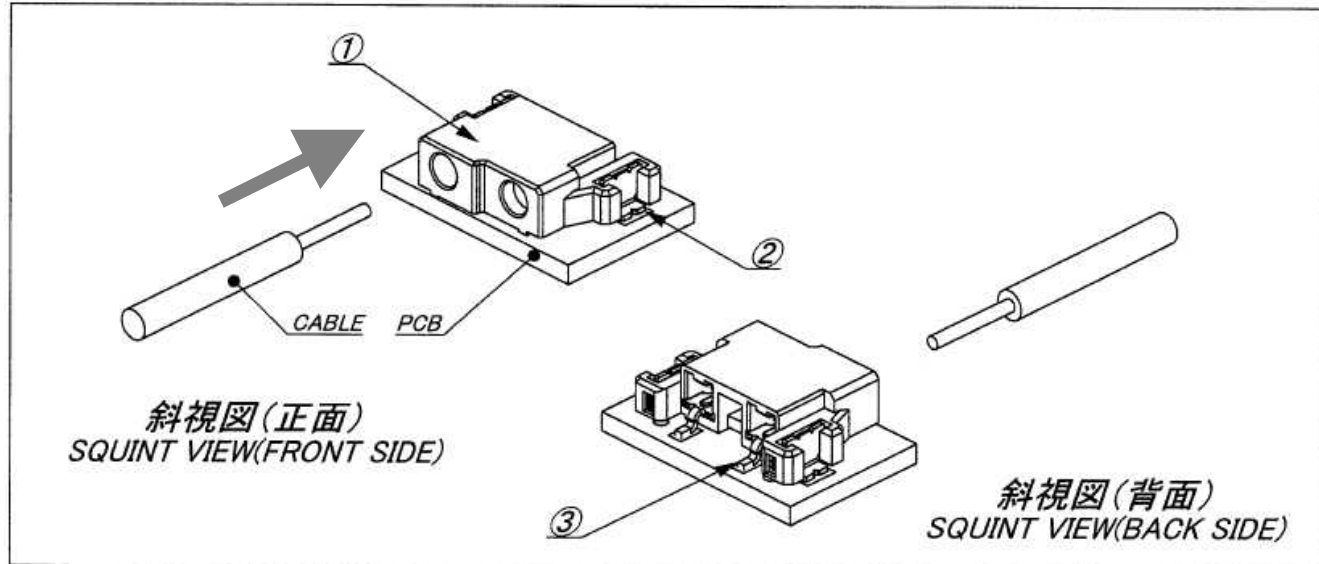 ①
②
CABLE PCB
斜視図(正面)
SQUINT VIEW(FRONT SIDE)
③
斜視図(背面)
SQUINT VIEW(BACK SIDE)